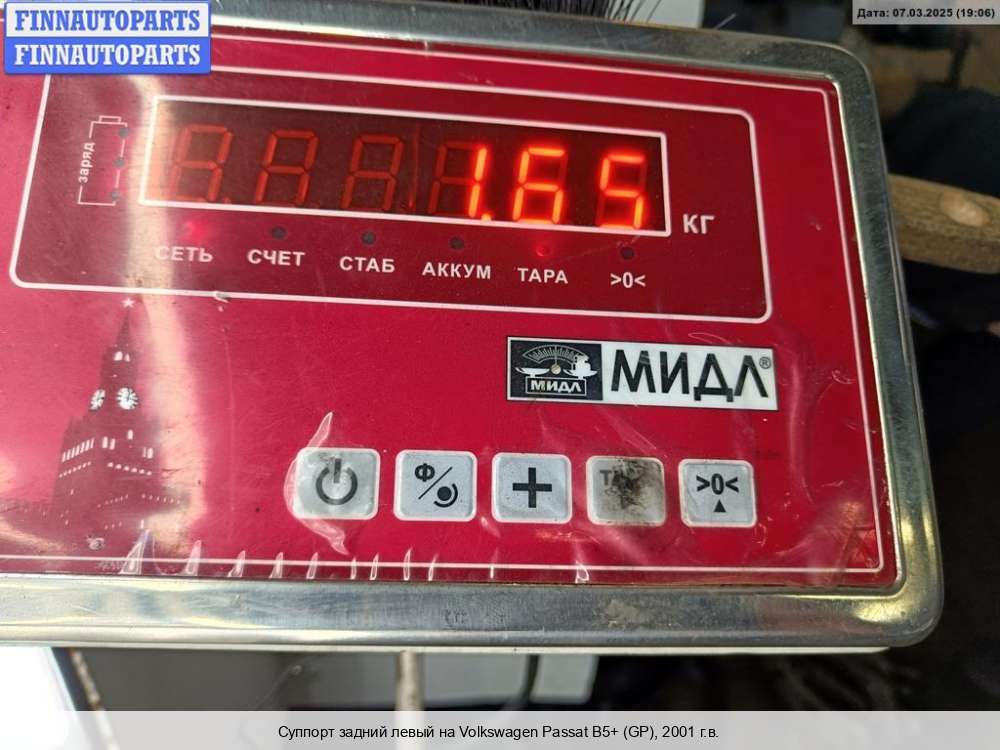 FINNAUTOPARTS
FINNAUTOPARTS
Дата: 07.03.2025 (19:06)
заряд
1.65
КГ
СЕТЬ СЧЕТ СТАБ АККУМ ТАРА >0<
МИДЛ
МИДЛ®
Ф
+
>0<
Суппорт задний левый на Volkswagen Passat B5+ (GP), 2001 г.в.